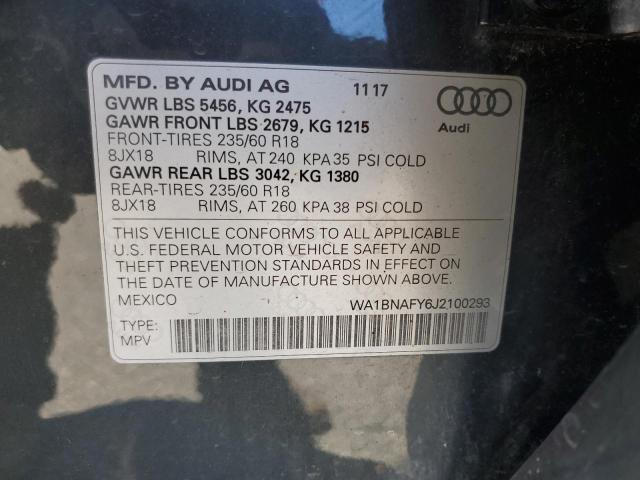 MFD. BY AUDI AG 11 17
GVWR LBS 5456, KG 2475
GAWR FRONT LBS 2679, KG 1215
FRONT-TIRES 235/60 R18
8JX18 RIMS, AT 240 KPA 35 PSI COLD
GAWR REAR LBS 3042, KG 1380
REAR-TIRES 235/60 R18
8JX18 RIMS, AT 260 KPA 38 PSI COLD
Audi
THIS VEHICLE CONFORMS TO ALL APPLICABLE
U.S. FEDERAL MOTOR VEHICLE SAFETY AND
THEFT PREVENTION STANDARDS IN EFFECT ON
THE DATE OF MANUFACTURE SHOWN ABOVE.
MEXICO WA1BNAFY6J2100293
TYPE:
MPV